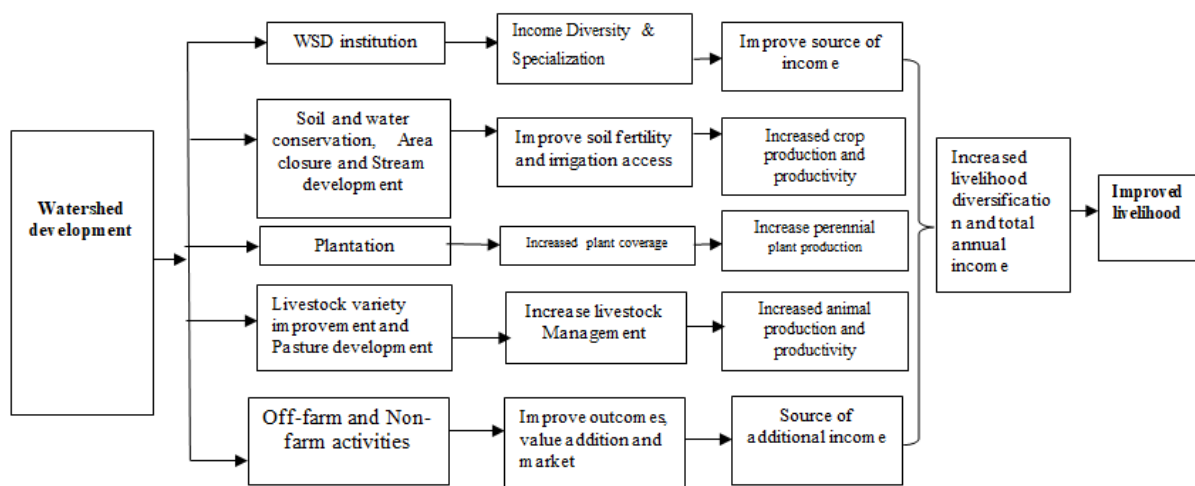 Watershed
development
WSD institution
Income Diversity &
Specialization
Improve source of
income
Soil and water
conservation, Area
closure and Stream
development
Improve soil fertility
and irrigation access
Increased crop
production and
productivity
Plantation
Increased plant coverage
Increase perennial
plant production
Livestock variety
improvement and
Pasture development
Increase livestock
Management
Increased animal
production and
productivity
Off-farm and Non-
farm activities
Improve outcomes,
value addition and
market
Source of
additional income
Increased
livelihood
diversificatio
n and total
annual
income
Improved
livelihood